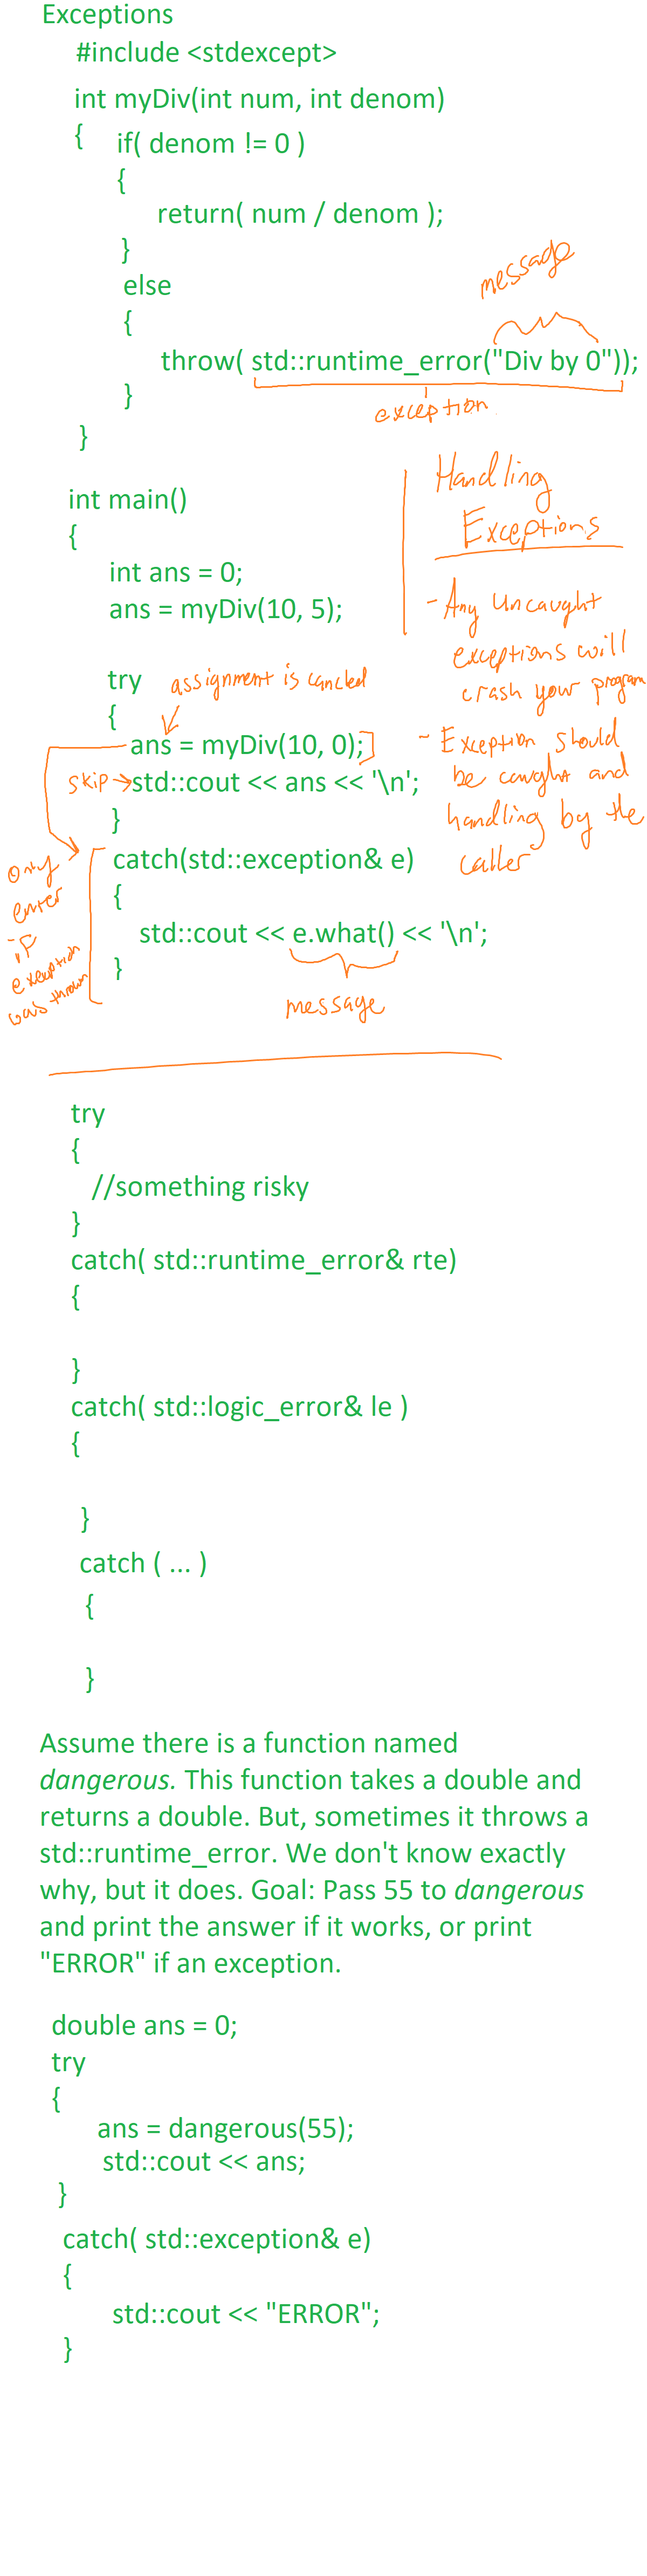 Exceptions
#include <stdexcept>
int myDiv(int num, int denom)
{
if( denom != 0 )
{
return( num / denom );
}
else
{
message
throw( std::runtime_error("Div by 0"));
exception
}
}
int main()
{
int ans = 0;
ans = myDiv(10, 5);
Handling
Exceptions
- Any Uncaught
exceptions will
crash your program
- Exception should
be caught and
handling by the
caller
try
assignment is cancled
{
ans = myDiv(10, 0);
skip → std::cout << ans << '\n';
}
only
enter
if
exception
was thrown
catch(std::exception& e)
{
std::cout << e.what() << '\n';
message
}
try
{
//something risky
}
catch( std::runtime_error& rte)
{
}
catch( std::logic_error& le )
{
}
catch ( ... )
{
}
Assume there is a function named
dangerous. This function takes a double and
returns a double. But, sometimes it throws a
std::runtime_error. We don't know exactly
why, but it does. Goal: Pass 55 to dangerous
and print the answer if it works, or print
"ERROR" if an exception.
double ans = 0;
try
{
ans = dangerous(55);
std::cout << ans;
}
catch( std::exception& e)
{
std::cout << "ERROR";
}